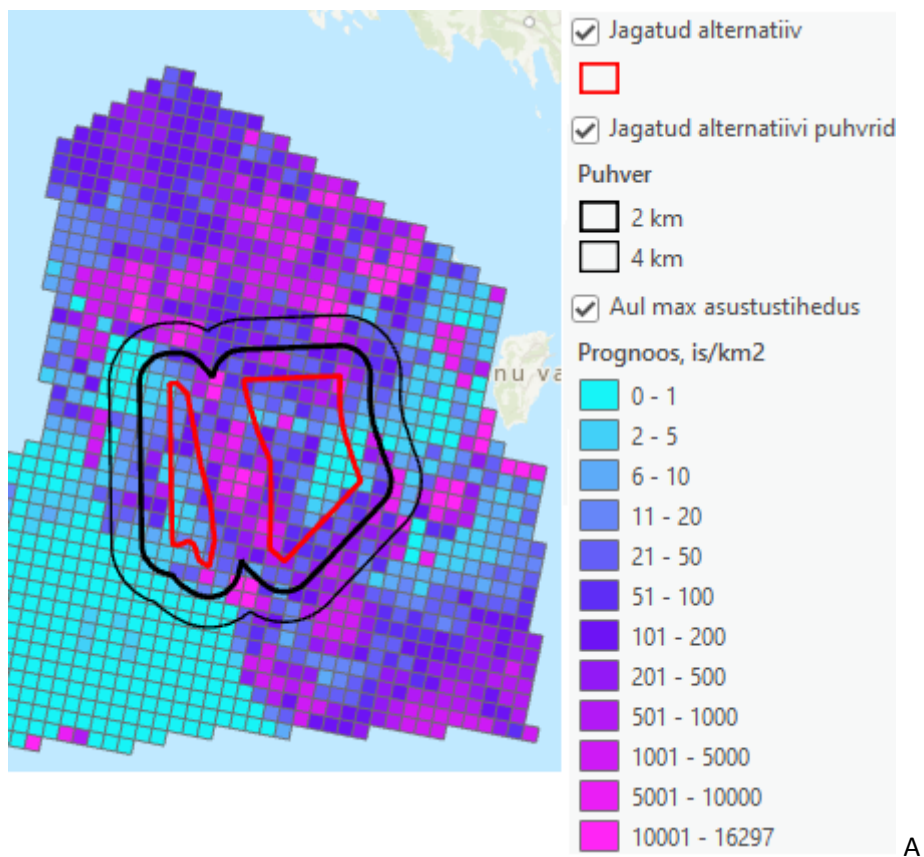 Jagatud alternatiiv
Jagatud alternatiivi puhvrid
Puhver
2 km
4 km
Aul max asustustihedus
Prognoos, is/km2
0 - 1
2 - 5
6 - 10
11 - 20
21 - 50
51 - 100
101 - 200
201 - 500
501 - 1000
1001 - 5000
5001 - 10000
10001 - 16297
nu va
A